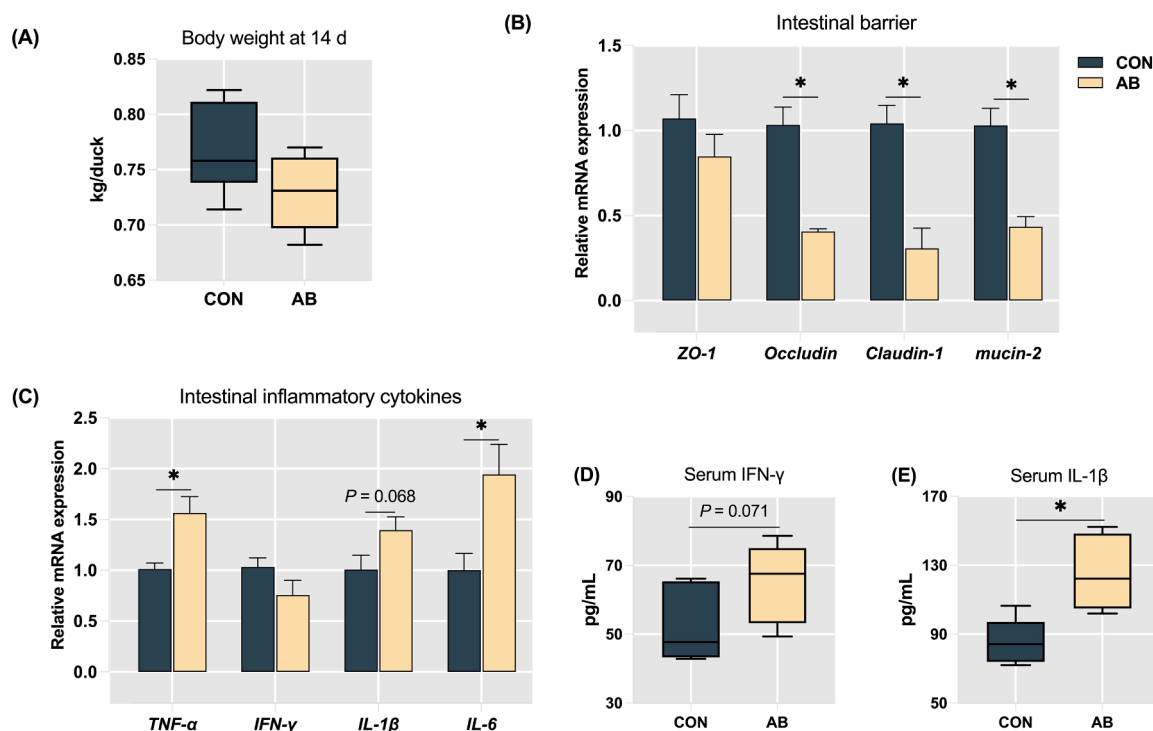 (A)
Body weight at 14 d
kg/duck
0.85
0.80
0.75
0.70
0.65
CON
AB
(B)
Intestinal barrier
Relative mRNA expression
1.5
1.0
0.5
0.0
*
*
*
ZO-1
Occludin
Claudin-1
mucin-2
CON
AB
(C)
Intestinal inflammatory cytokines
Relative mRNA expression
2.5
2.0
1.5
1.0
0.5
0.0
*
P = 0.068
*
TNF-α
IFN-γ
IL-1β
IL-6
(D)
Serum IFN-γ
pg/mL
90
70
50
30
P = 0.071
CON
AB
(E)
Serum IL-1β
pg/mL
170
130
90
50
*
CON
AB